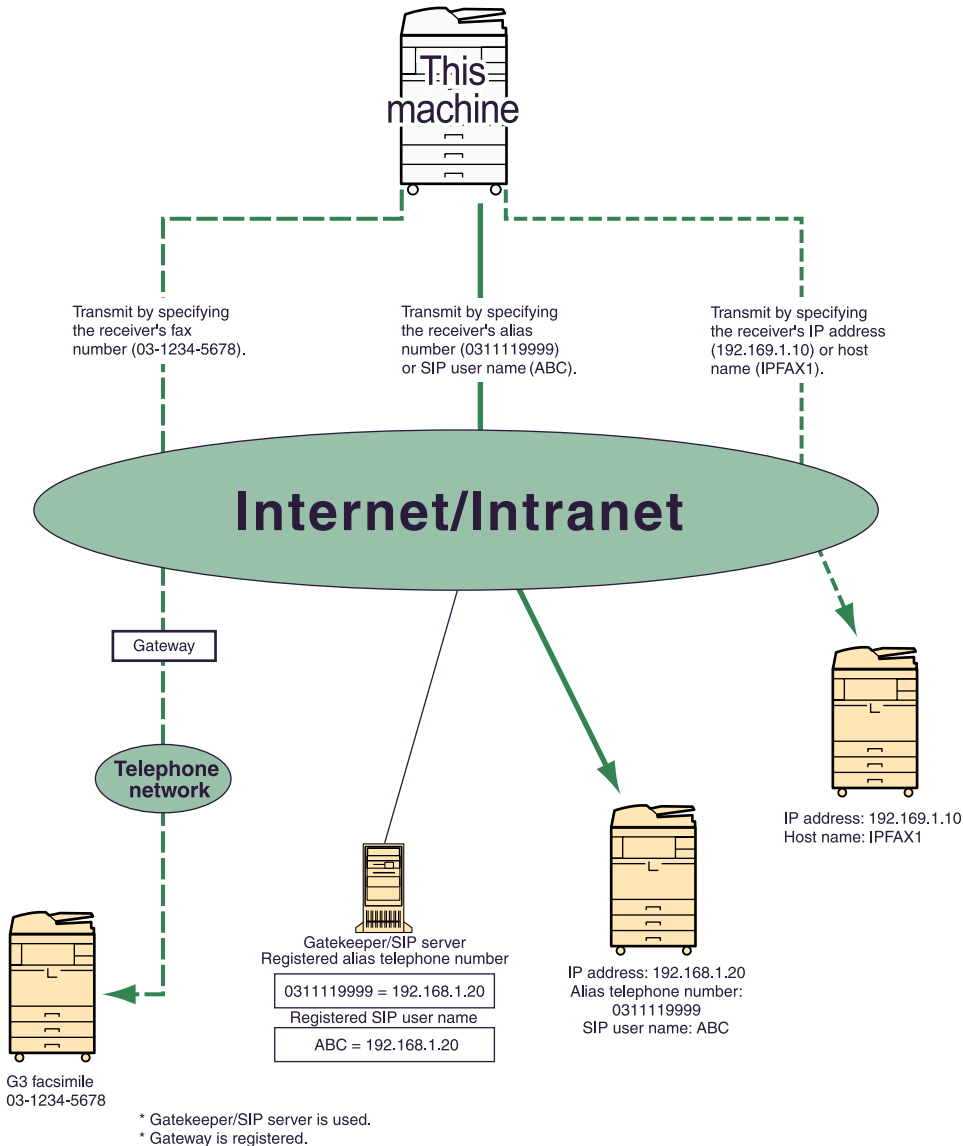 This
machine
Transmit by specifying
the receiver's fax
number (03-1234-5678).
Transmit by specifying
the receiver's alias
number (0311119999)
or SIP user name (ABC).
Transmit by specifying
the receiver's IP address
(192.169.1.10) or host
name (IPFAX1).
Internet/Intranet
Gateway
Telephone
network
IP address: 192.169.1.10
Host name: IPFAX1
Gatekeeper/SIP server
Registered alias telephone number
0311119999 = 192.168.1.20
Registered SIP user name
ABC = 192.168.1.20
IP address: 192.168.1.20
Alias telephone number:
0311119999
SIP user name: ABC
G3 facsimile
03-1234-5678
* Gatekeeper/SIP server is used.
* Gateway is registered.